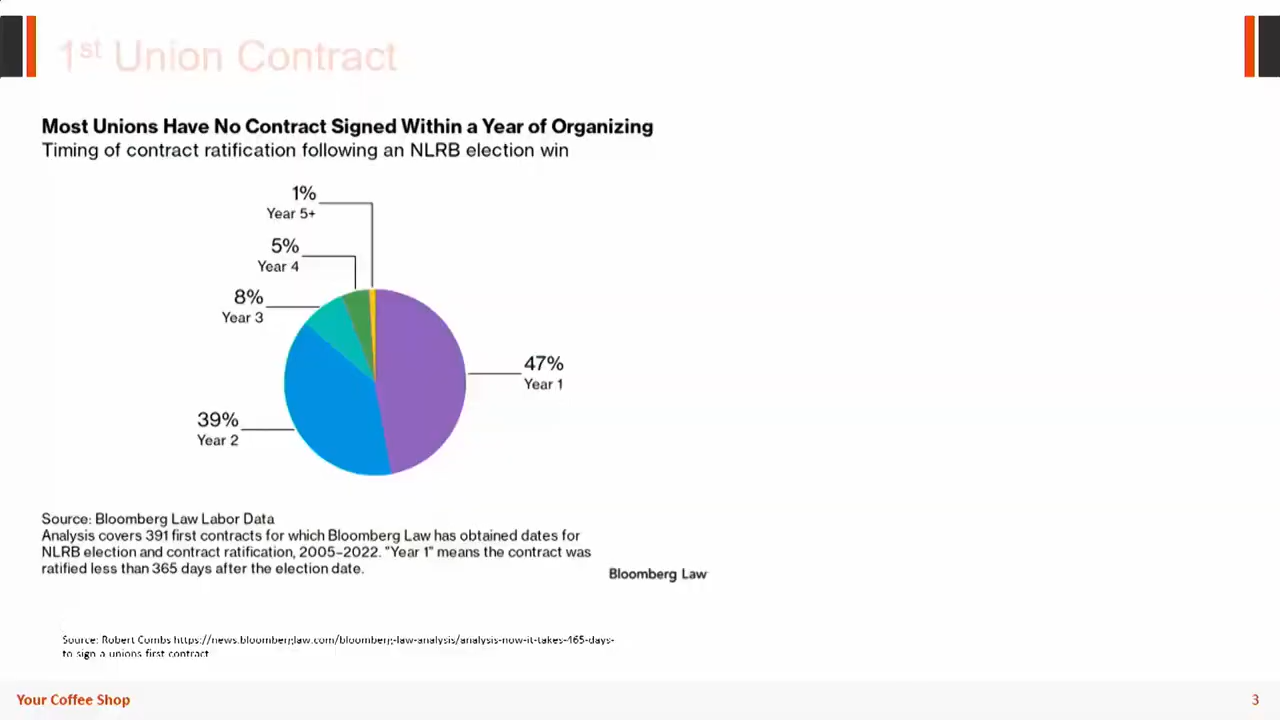 1st Union Contract
Most Unions Have No Contract Signed Within a Year of Organizing
Timing of contract ratification following an NLRB election win
1%
Year 5+
5%
Year 4
8%
Year 3
47%
Year 1
39%
Year 2
Source: Bloomberg Law Labor Data
Analysis covers 391 first contracts for which Bloomberg Law has obtained dates for
NLRB election and contract ratification, 2005–2022. "Year 1" means the contract was
ratified less than 365 days after the election date.
Bloomberg Law
Source: Robert Combs https://news.bloomberglaw.com/bloomberg-law-analysis/analysis-now-it-takes-465-days-
to sign a unions first contract
Your Coffee Shop
3